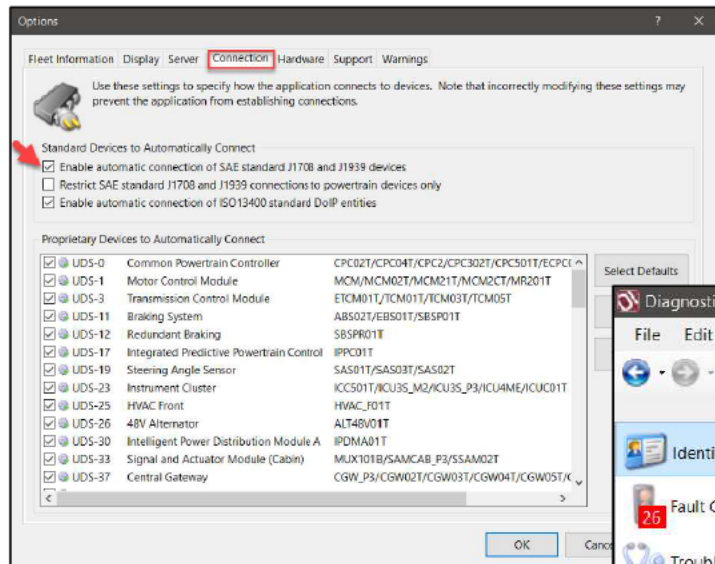 Options
Fleet Information Display Server Connection Hardware Support Warnings
Use these settings to specify how the application connects to devices. Note that incorrectly modifying these settings may
prevent the application from establishing connections.
Standard Devices to Automatically Connect
Enable automatic connection of SAE standard J1708 and J1939 devices
Restrict SAE standard J1708 and J1939 connections to powertrain devices only
Enable automatic connection of ISO13400 standard DoIP entities
Proprietary Devices to Automatically Connect
UDS-0 Common Powertrain Controller CPC02T/CPC04T/CPC2/CPC302T/CPC501T/ECPC(
UDS-1 Motor Control Module MCM/MCM02T/MCM21T/MCM2CT/MR201T
UDS-3 Transmission Control Module ETCM01T/TCM01T/TCM03T/TCM05T
UDS-11 Braking System ABS02T/EBS01T/SBSP01T
UDS-12 Redundant Braking SBSPR01T
UDS-17 Integrated Predictive Powertrain Control IPPC01T
UDS-19 Steering Angle Sensor SAS01T/SAS03T/SAS02T
UDS-23 Instrument Cluster ICC501T/ICU3S_M2/ICU3S_P3/ICU4ME/ICUC01T
UDS-25 HVAC Front HVAC_F01T
UDS-26 48V Alternator ALT48V01T
UDS-30 Intelligent Power Distribution Module A IPDMA01T
UDS-33 Signal and Actuator Module (Cabin) MUX101B/SAMCAB_P3/SSAM02T
UDS-37 Central Gateway CGW_P3/CGW02T/CGW03T/CGW04T/CGW05T/C
Select Defaults
OK Cance
Diagnosti
File Edit
Identi
26 Fault C
Troubl